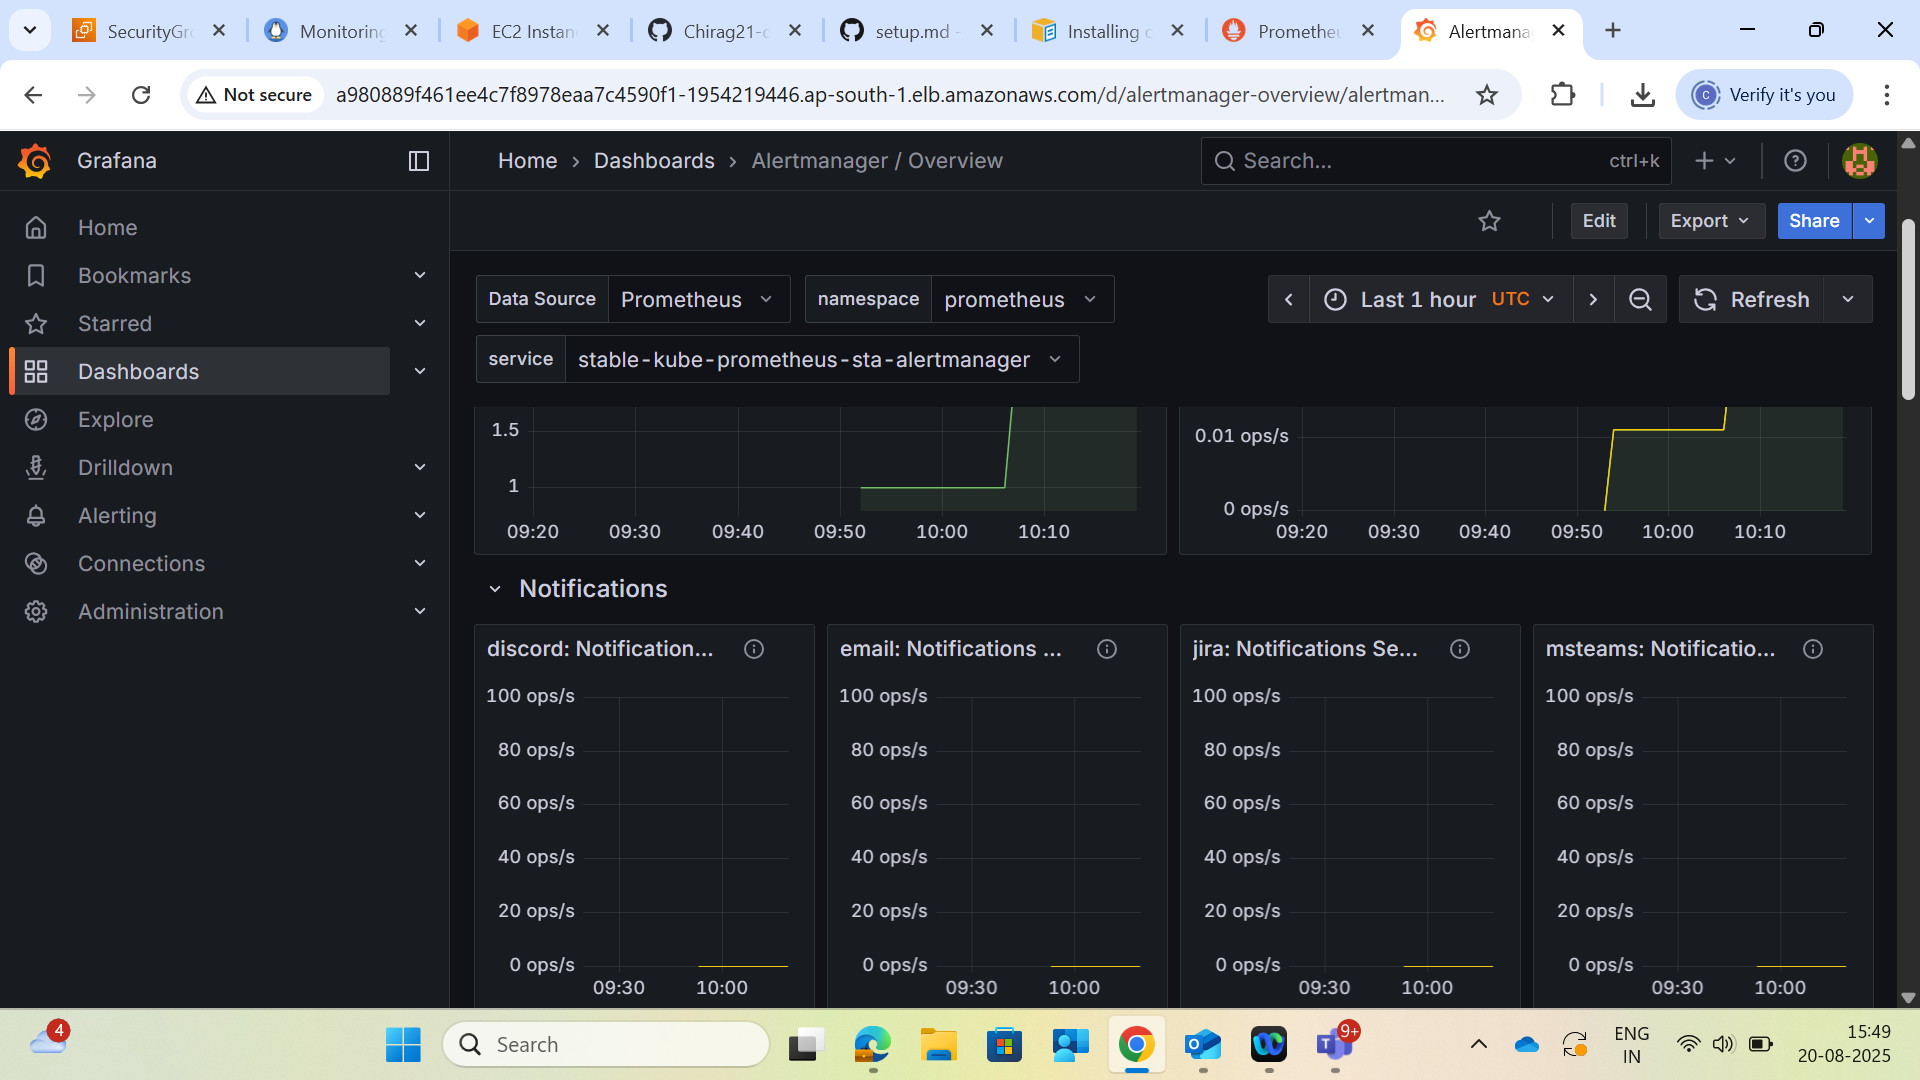 SecurityGr
Monitoring
EC2 Instan
Chirag21-c
setup.md -
Installing c
Prometheu
Alertmana
Not secure
a980889f461ee4c7f8978eaa7c4590f1-1954219446.ap-south-1.elb.amazonaws.com/d/alertmanager-overview/alertman...
C
Verify it's you
Grafana
Home › Dashboards › Alertmanager / Overview
Search...
ctrl+k
Edit
Export
Share
Home
Bookmarks
Starred
Dashboards
Explore
Drilldown
Alerting
Connections
Administration
Data Source
Prometheus
namespace
prometheus
Last 1 hour UTC
Refresh
service
stable-kube-prometheus-sta-alertmanager
1.5
1
09:20 09:30 09:40 09:50 10:00 10:10
0.01 ops/s
0 ops/s
09:20 09:30 09:40 09:50 10:00 10:10
Notifications
discord: Notification...
100 ops/s
80 ops/s
60 ops/s
40 ops/s
20 ops/s
0 ops/s
09:30 10:00
email: Notifications ...
100 ops/s
80 ops/s
60 ops/s
40 ops/s
20 ops/s
0 ops/s
09:30 10:00
jira: Notifications Se...
100 ops/s
80 ops/s
60 ops/s
40 ops/s
20 ops/s
0 ops/s
09:30 10:00
msteams: Notificatio...
100 ops/s
80 ops/s
60 ops/s
40 ops/s
20 ops/s
0 ops/s
09:30 10:00
4
Search
9+
ENG
IN
15:49
20-08-2025